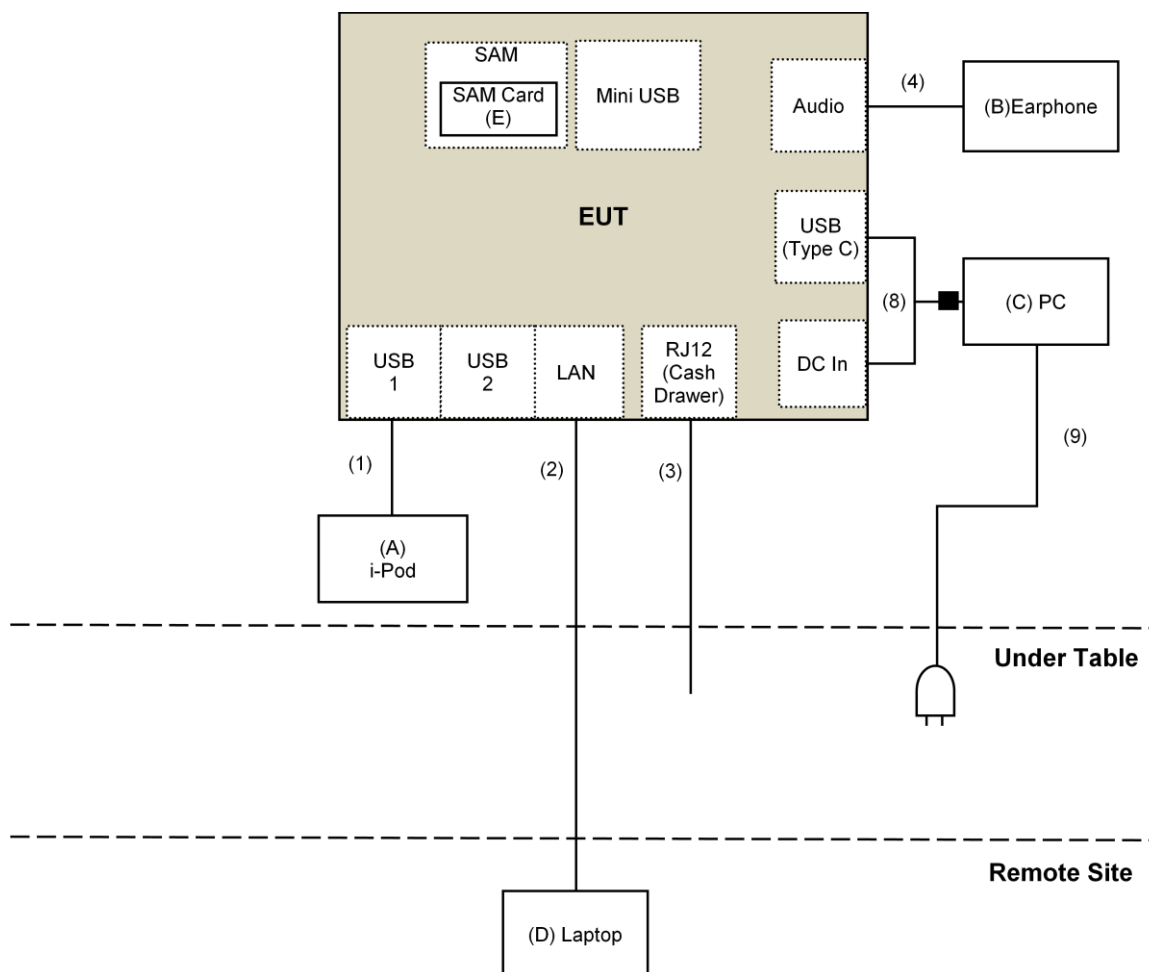 SAM
SAM Card
(E)
Mini USB
Audio
(4)
(B)Earphone
EUT
USB
(Type C)
(8)
(C) PC
DC In
USB
1
USB
2
LAN
RJ12
(Cash
Drawer)
(1)
(2)
(3)
(9)
(A)
i-Pod
Under Table
Remote Site
(D) Laptop